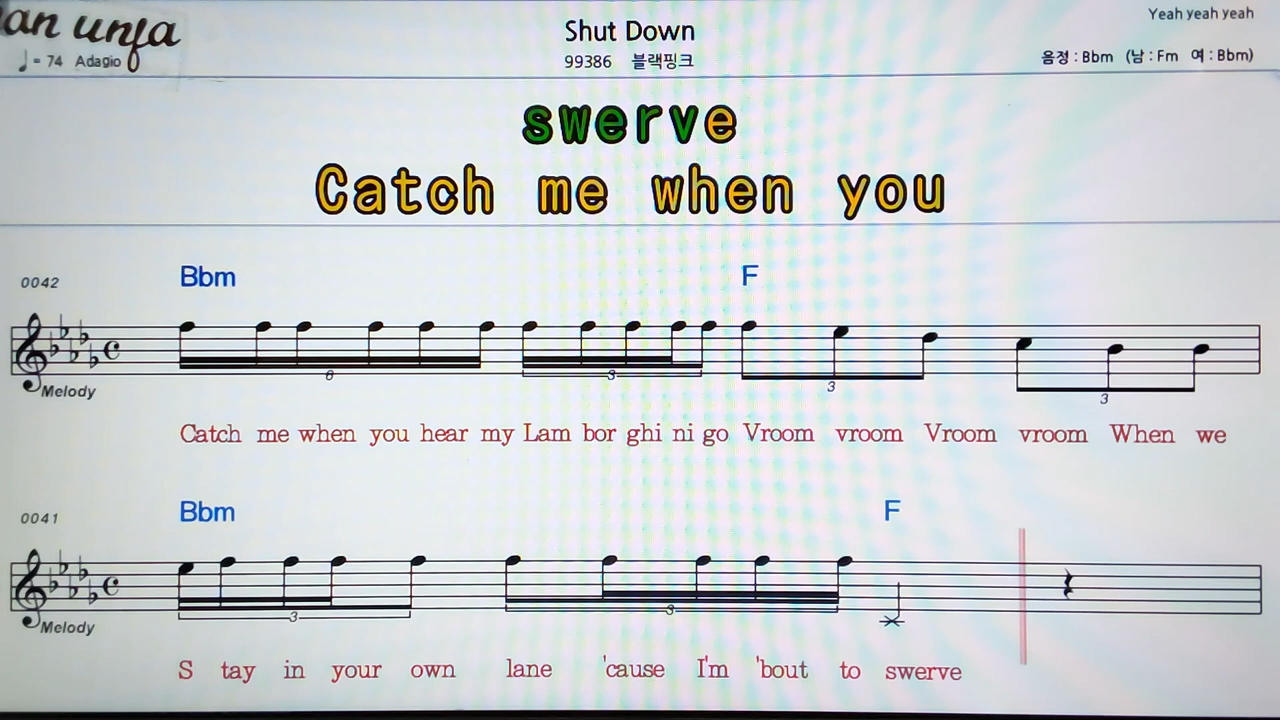 an unfa
Yeah yeah yeah
Shut Down
♩= 74 Adagio
99386 블랙핑크
음정 : Bbm (남 : Fm 여 : Bbm)
swerve
Catch me when you
0042 Bbm F
6 3 3 3
Melody
Catch me when you hear my Lam bor ghi ni go Vroom vroom Vroom vroom When we
0041 Bbm F
3 3
Melody
S tay in your own lane 'cause I'm 'bout to swerve